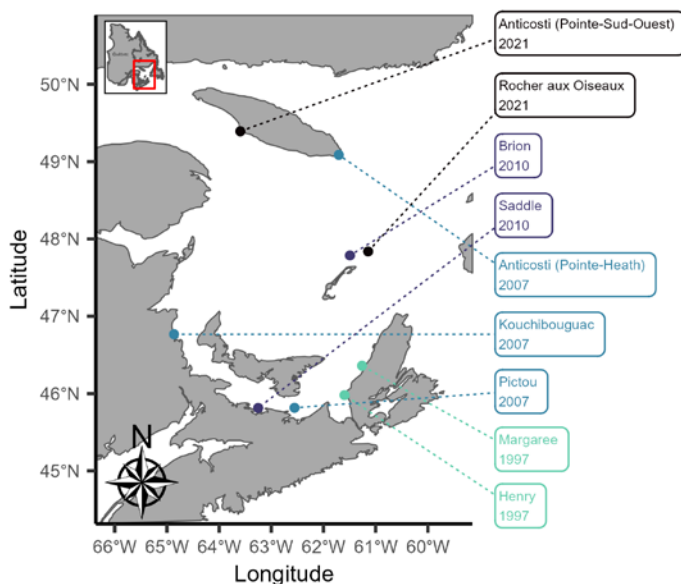 Anticosti (Pointe-Sud-Ouest)
2021
Rocher aux Oiseaux
2021
Brion
2010
Saddle
2010
Anticosti (Pointe-Heath)
2007
Kouchibouguac
2007
Pictou
2007
Margaree
1997
Henry
1997
50°N
49°N
48°N
47°N
46°N
45°N
Latitude
N
66°W 65°W 64°W 63°W 62°W 61°W 60°W
Longitude